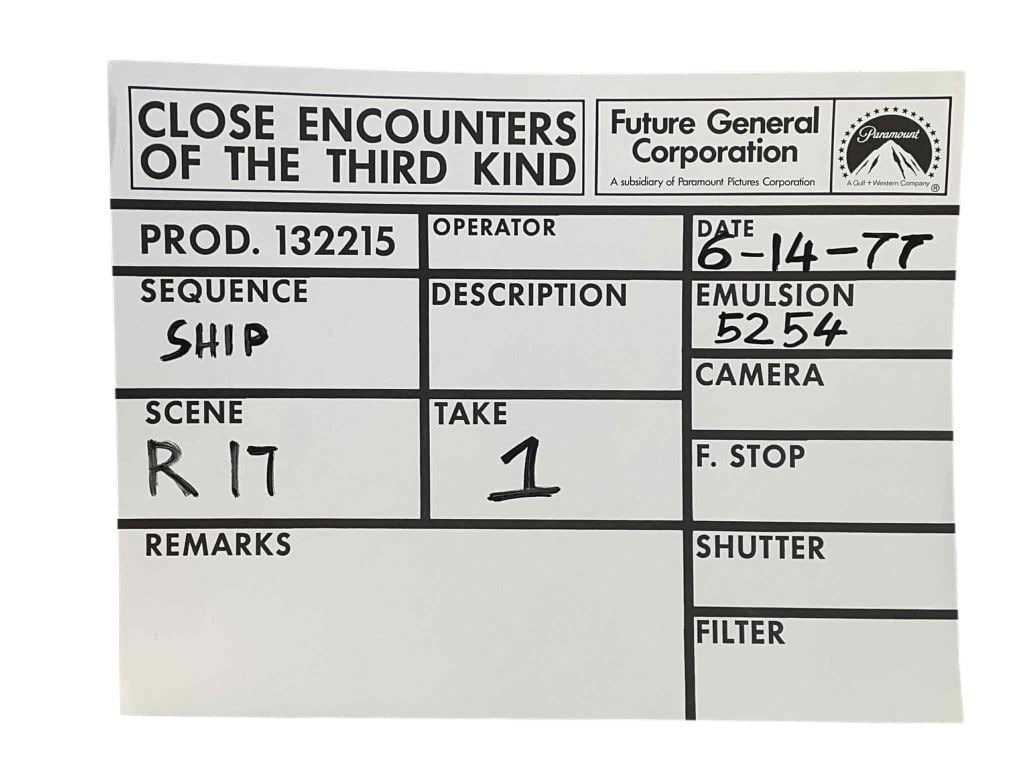 CLOSE ENCOUNTERS
OF THE THIRD KIND
Future General
Corporation
A subsidiary of Paramount Pictures Corporation
Paramount
A Gulf + Western Company
®
PROD. 132215
OPERATOR
DATE
6-14-77
SEQUENCE
SHIP
DESCRIPTION
EMULSION
5254
CAMERA
SCENE
R 17
TAKE
1
F. STOP
REMARKS
SHUTTER
FILTER